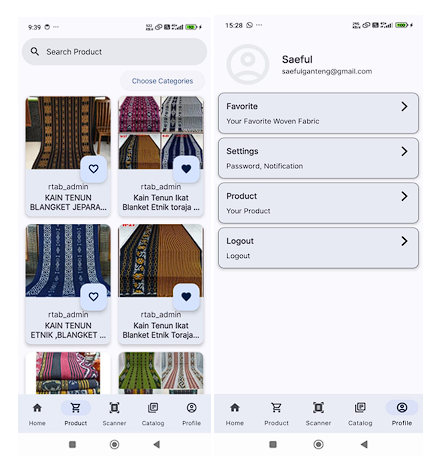 9:39
Search Product
Choose Categories
rtab_admin
KAIN TENUN
BLANGKET JEPARA...
rtab_admin
Kain Tenun Ikat
Blanket Etnik toraja ...
rtab_admin
KAIN TENUN
ETNIK ,BLANGKET ...
rtab_admin
Kain Tenun Ikat
Blanket Etnik Toraja...
Home
Product
Scanner
Catalog
Profile
15:28
Saeful
saefulganteng@gmail.com
Favorite
Your Favorite Woven Fabric
Settings
Password, Notification
Product
Your Product
Logout
Logout
Home
Product
Scanner
Catalog
Profile